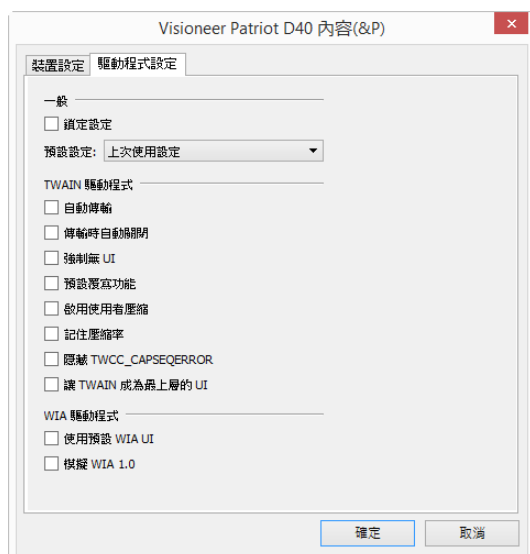 Visioneer Patriot D40 內容(&P)
裝置設定 驅動程式設定
一般
鎖定設定
預設設定: 上次使用設定
TWAIN 驅動程式
自動傳輸
傳輸時自動關閉
強制無 UI
預設覆寫功能
啟用使用者壓縮
記住壓縮率
隱藏 TWCC_CAPSEQERROR
讓 TWAIN 成為最上層的 UI
WIA 驅動程式
使用預設 WIA UI
模擬 WIA 1.0
確定 取消